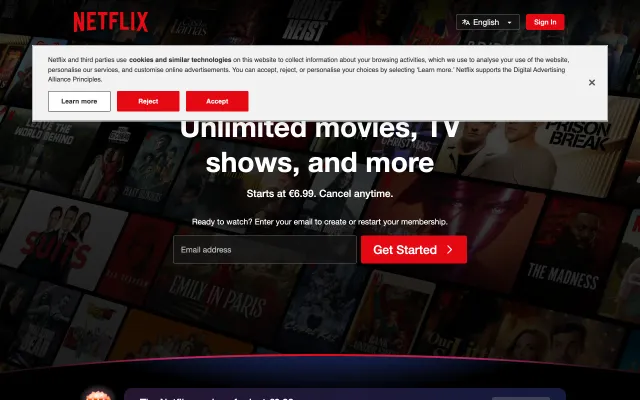 NETFLIX
English
Sign In
Netflix and third parties use cookies and similar technologies on this website to collect information about your browsing activities, which we use to analyse your use of the website,
personalise our services, and customise online advertisements. You can accept, reject, or personalise your choices by selecting 'Learn more.' Netflix supports the Digital Advertising
Alliance Principles.
Learn more
Reject
Accept
Unlimited movies, TV
shows, and more
Starts at €6.99. Cancel anytime.
Ready to watch? Enter your email to create or restart your membership.
Email address
Get Started
MONEY
HEIST
LEAVE THE
WORLD BEHIND
PRISON
BREAK
SUITS
EMILY IN PARIS
THE MADNESS